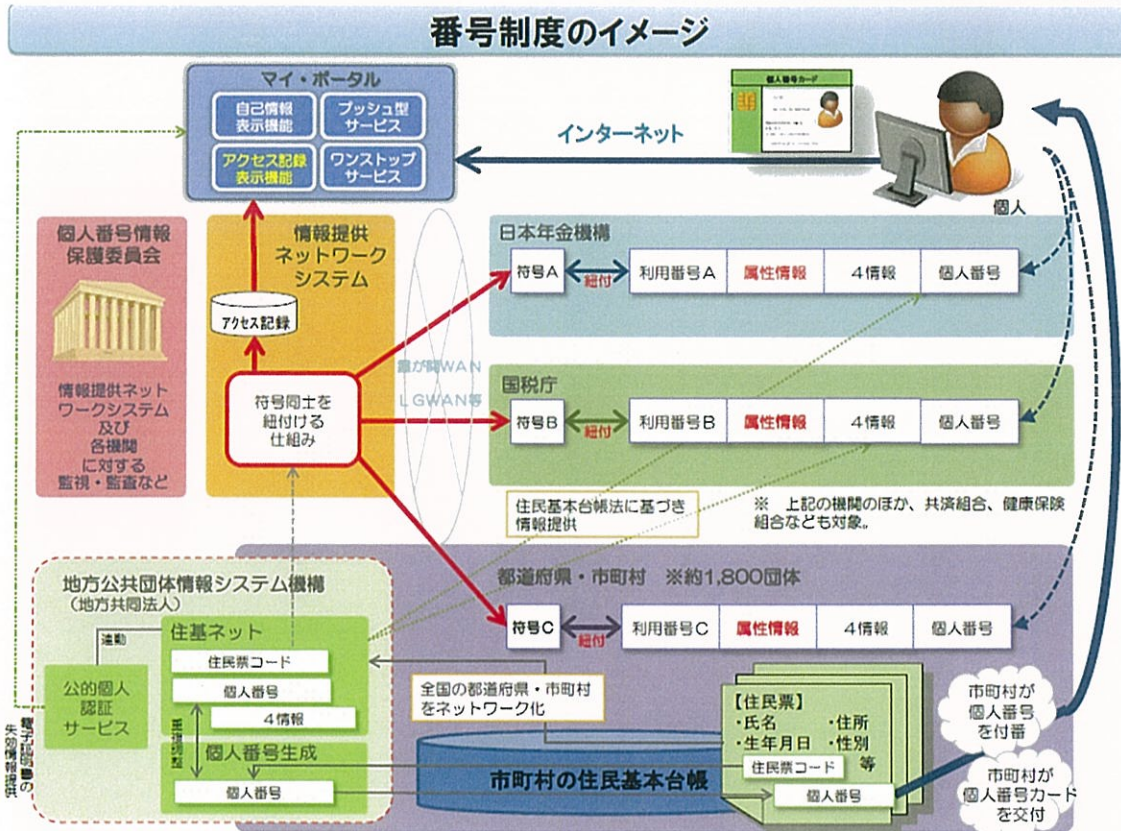 番号制度のイメージ
マイ・ポータル
自己情報
表示機能
プッシュ型
サービス
アクセス記録
表示機能
ワンストップ
サービス
インターネット
個人番号カード
個人
個人番号情報
保護委員会
情報提供ネット
ワークシステム
及び
各機関
に対する
監視・監査など
情報提供
ネットワーク
システム
アクセス記録
符号同士を
紐付ける
仕組み
霞が関WAN
LGWAN等
日本年金機構
符号A
紐付
利用番号A
属性情報
4情報
個人番号
国税庁
符号B
紐付
利用番号B
属性情報
4情報
個人番号
住民基本台帳法に基づき
情報提供
※ 上記の機関のほか、共済組合、健康保険
組合なども対象。
都道府県・市町村 ※約1,800団体
符号C
紐付
利用番号C
属性情報
4情報
個人番号
地方公共団体情報システム機構
(地方共同法人)
連動
住基ネット
住民票コード
個人番号
4情報
公的個人
認証
サービス
重複調整
個人番号生成
個人番号
電子証明書の
失効情報提供
全国の都道府県・市町村
をネットワーク化
市町村の住民基本台帳
【住民票】
・氏名 ・住所
・生年月日 ・性別
等
住民票コード
個人番号
市町村が
個人番号
を付番
市町村が
個人番号カード
を交付